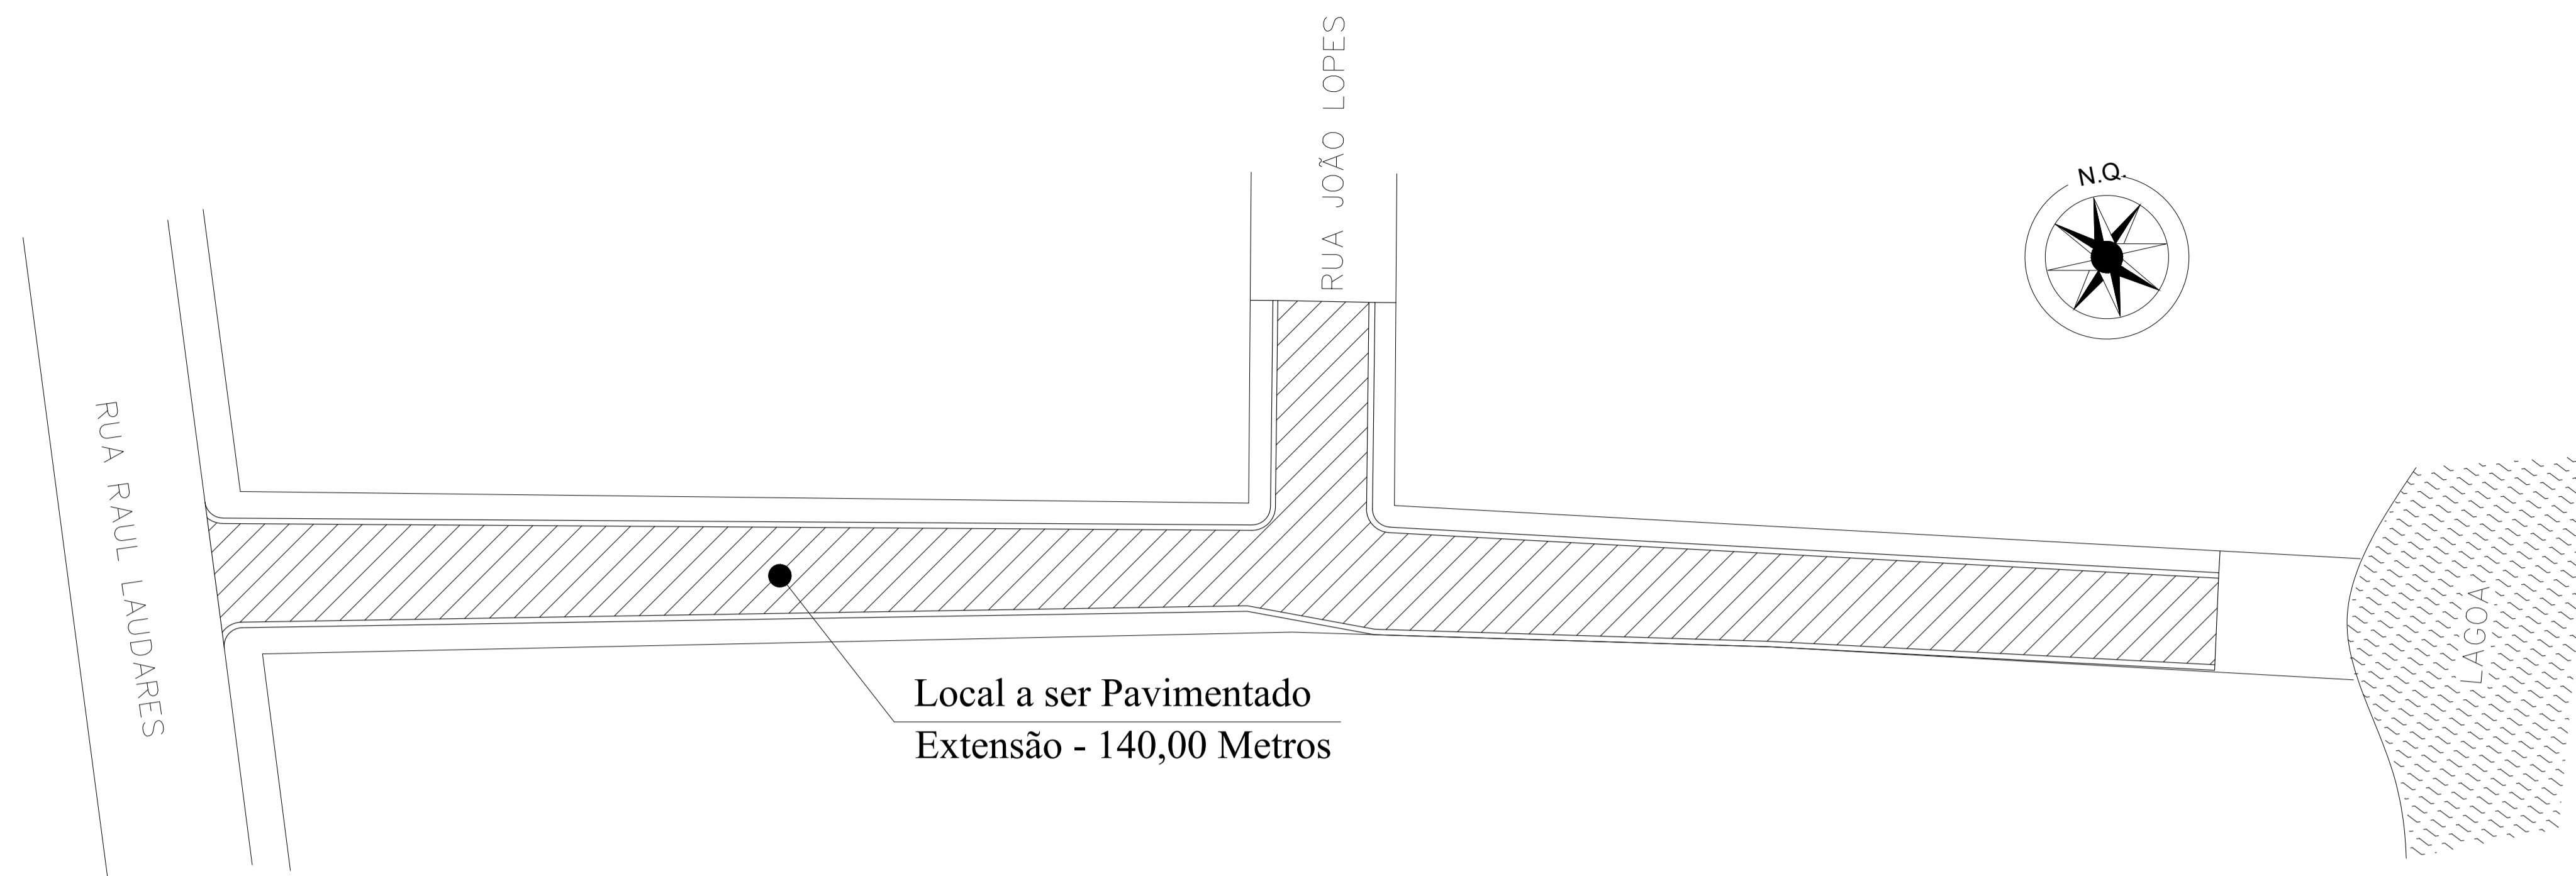 RUA JOÃO LOPES
N.Q.
RUA RAUL LAUDARES
LAGOA
Local a ser Pavimentado
Extensão - 140,00 Metros